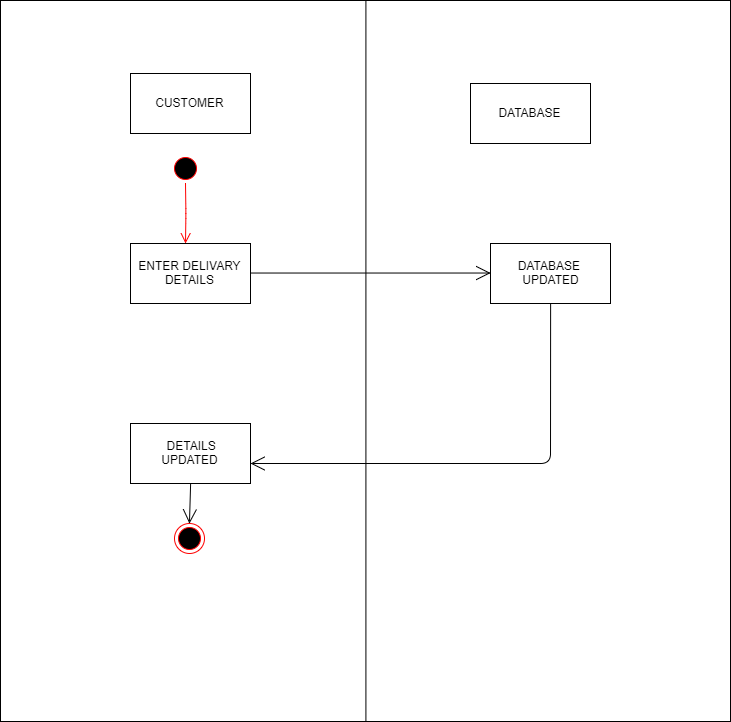 CUSTOMER
DATABASE
ENTER DELIVARY
DETAILS
DATABASE
UPDATED
DETAILS
UPDATED